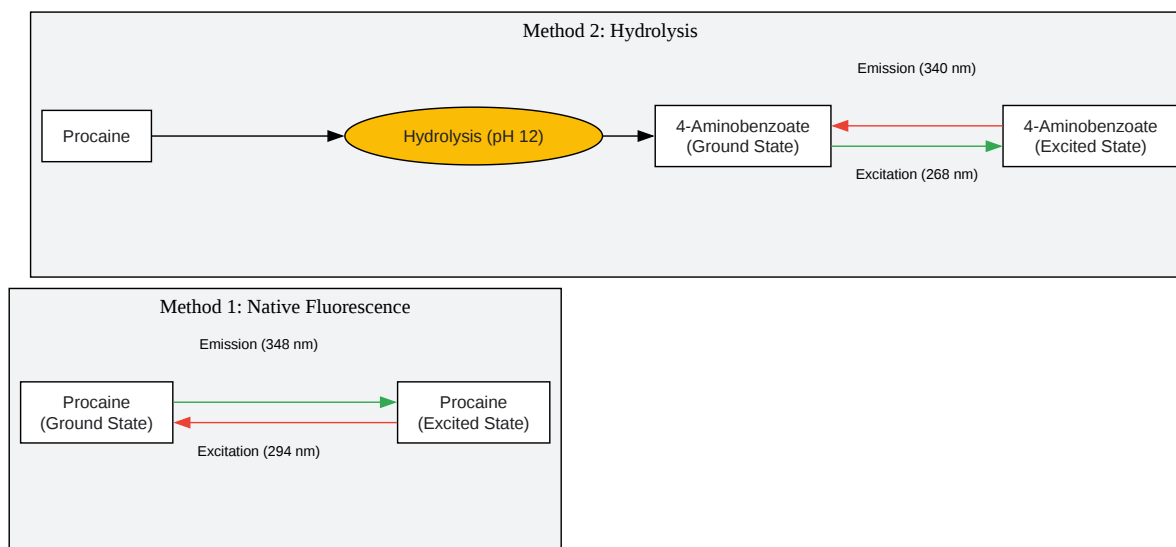 Method 2: Hydrolysis
Emission (340 nm)
Procaine
Hydrolysis (pH 12)
4-Aminobenzoate
(Ground State)
4-Aminobenzoate
(Excited State)
Excitation (268 nm)
Method 1: Native Fluorescence
Emission (348 nm)
Procaine
(Ground State)
Procaine
(Excited State)
Excitation (294 nm)